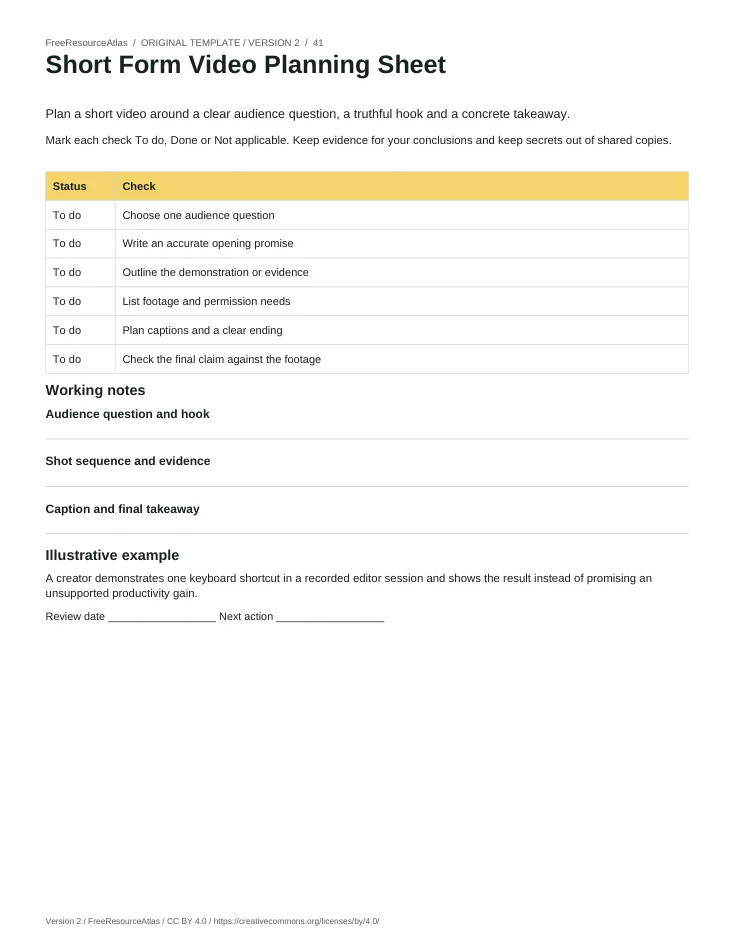 FreeResourceAtlas / ORIGINAL TEMPLATE / VERSION 2 / 41
Short Form Video Planning Sheet
Plan a short video around a clear audience question, a truthful hook and a concrete takeaway.
Mark each check To do, Done or Not applicable. Keep evidence for your conclusions and keep secrets out of shared copies.
Status Check
To do Choose one audience question
To do Write an accurate opening promise
To do Outline the demonstration or evidence
To do List footage and permission needs
To do Plan captions and a clear ending
To do Check the final claim against the footage
Working notes
Audience question and hook
Shot sequence and evidence
Caption and final takeaway
Illustrative example
A creator demonstrates one keyboard shortcut in a recorded editor session and shows the result instead of promising an
unsupported productivity gain.
Review date __________________ Next action __________________
Version 2 / FreeResourceAtlas / CC BY 4.0 / https://creativecommons.org/licenses/by/4.0/